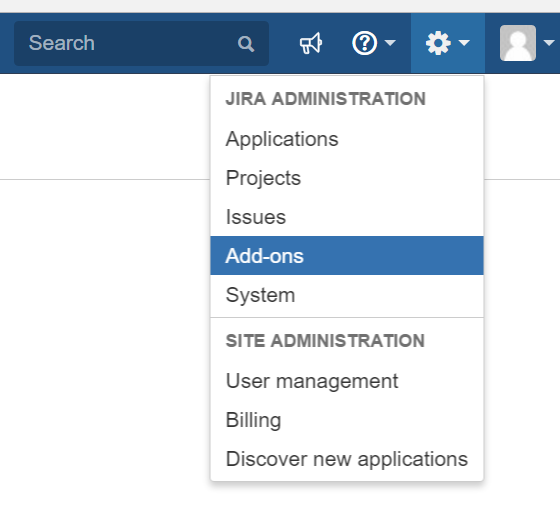 Search
JIRA ADMINISTRATION
Applications
Projects
Issues
Add-ons
System
SITE ADMINISTRATION
User management
Billing
Discover new applications